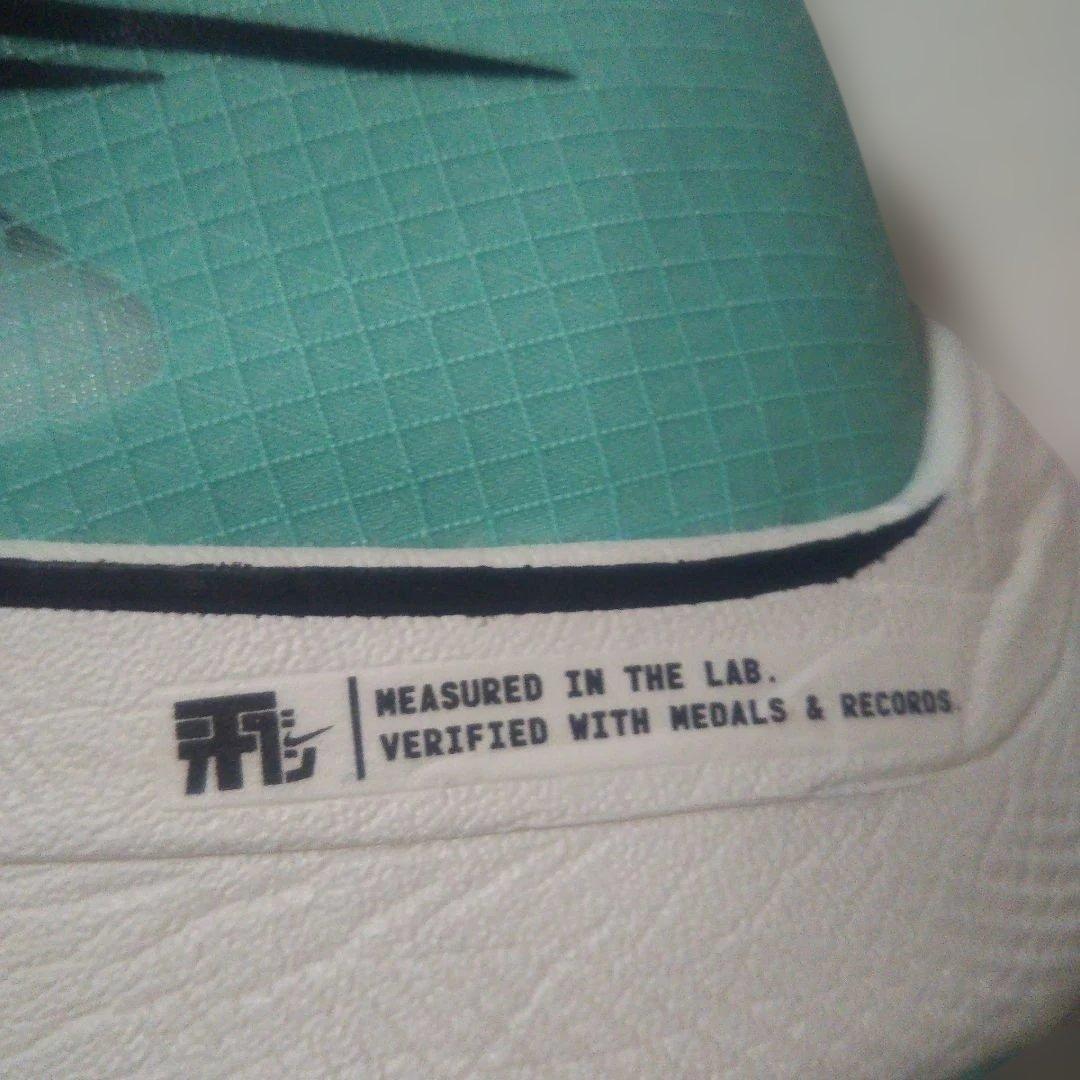 MEASURED IN THE LAB.
VERIFIED WITH MEDALS & RECORDS.